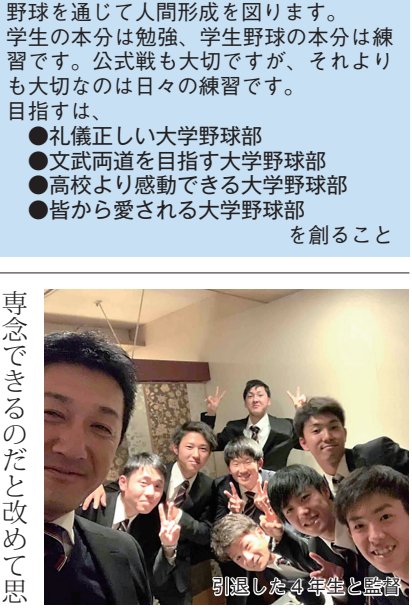 野球を通じて人間形成を図ります。
学生の本分は勉強、学生野球の本分は練
習です。公式戦も大切ですが、それより
も大切なのは日々の練習です。
目指すは、
●礼儀正しい大学野球部
●文武両道を目指す大学野球部
●高校より感動できる大学野球部
●皆から愛される大学野球部
を創ること
専念できるのだと改めて思
引退した4年生と監督